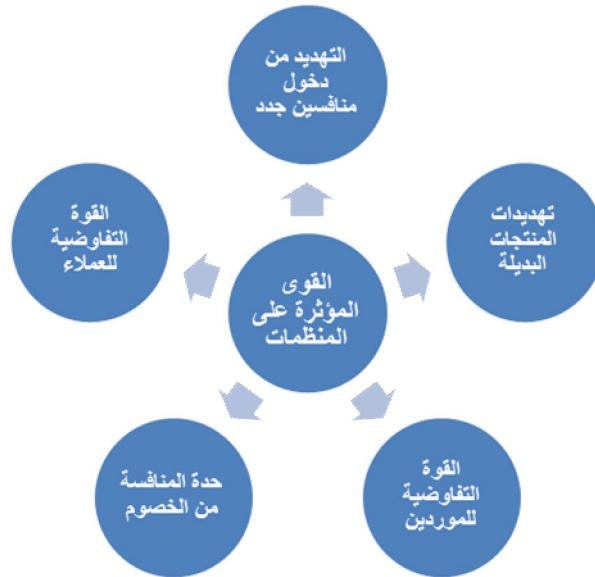 التهديد من
دخول
منافسين جدد
تهديدات
المنتجات
البديلة
القوة
التفاوضية
للعملاء
القوى
المؤثرة على
المنظمات
القوة
التفاوضية
للموردين
حدة المنافسة
من الخصوم